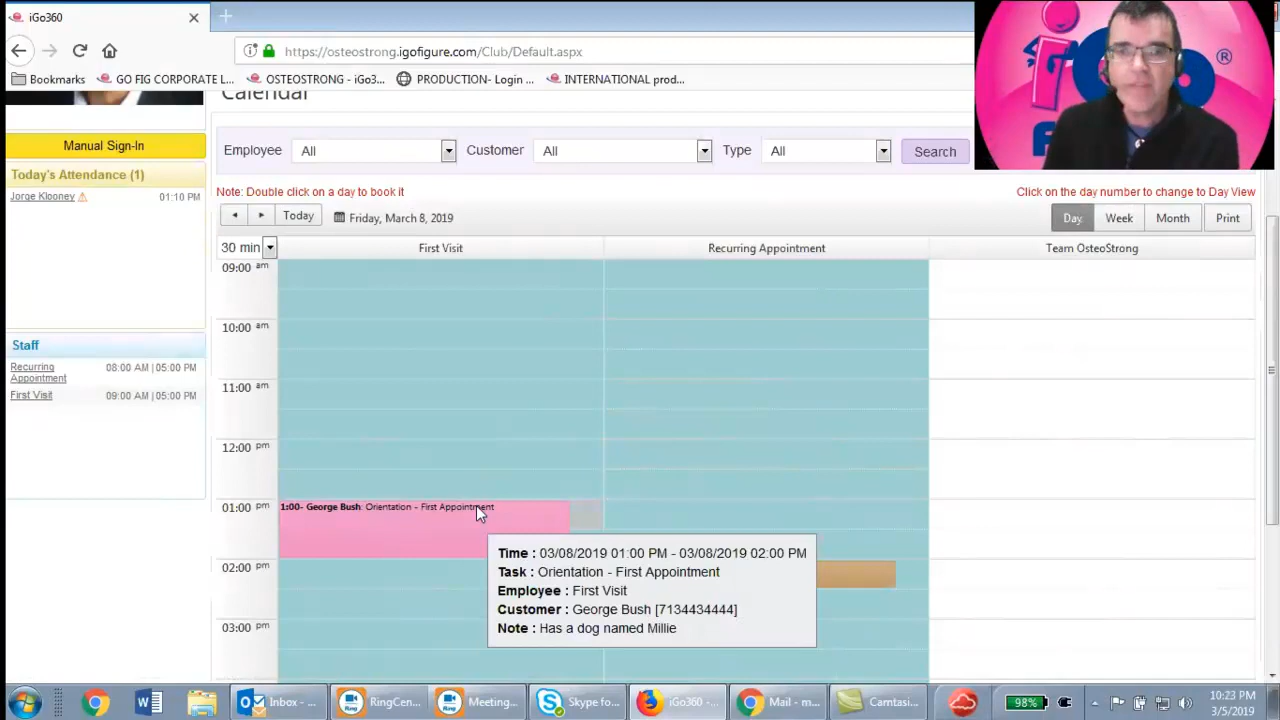 iGo360
https://osteostrong.igofigure.com/Club/Default.aspx
Bookmarks GO FIG CORPORATE L... OSTEOSTRONG - iGo3... PRODUCTION- Login ... INTERNATIONAL prod...
iGo
®
Calendar
Manual Sign-In
Today's Attendance (1)
Jorge Klooney 01:10 PM
Staff
Recurring Appointment 08:00 AM | 05:00 PM
First Visit 09:00 AM | 05:00 PM
Employee All Customer All Type All Search
Note: Double click on a day to book it
Click on the day number to change to Day View
Today Friday, March 8, 2019 Day Week Month Print
30 min First Visit Recurring Appointment Team OsteoStrong
09:00 am
10:00 am
11:00 am
12:00 pm
01:00 pm
1:00- George Bush: Orientation - First Appointment
02:00 pm
03:00 pm
Time : 03/08/2019 01:00 PM - 03/08/2019 02:00 PM
Task : Orientation - First Appointment
Employee : First Visit
Customer : George Bush [7134434444]
Note : Has a dog named Millie
Inbox - ... RingCen... Meeting... Skype fo... iGo360 -... Mail - m... Camtasi... 98% 10:23 PM
3/5/2019